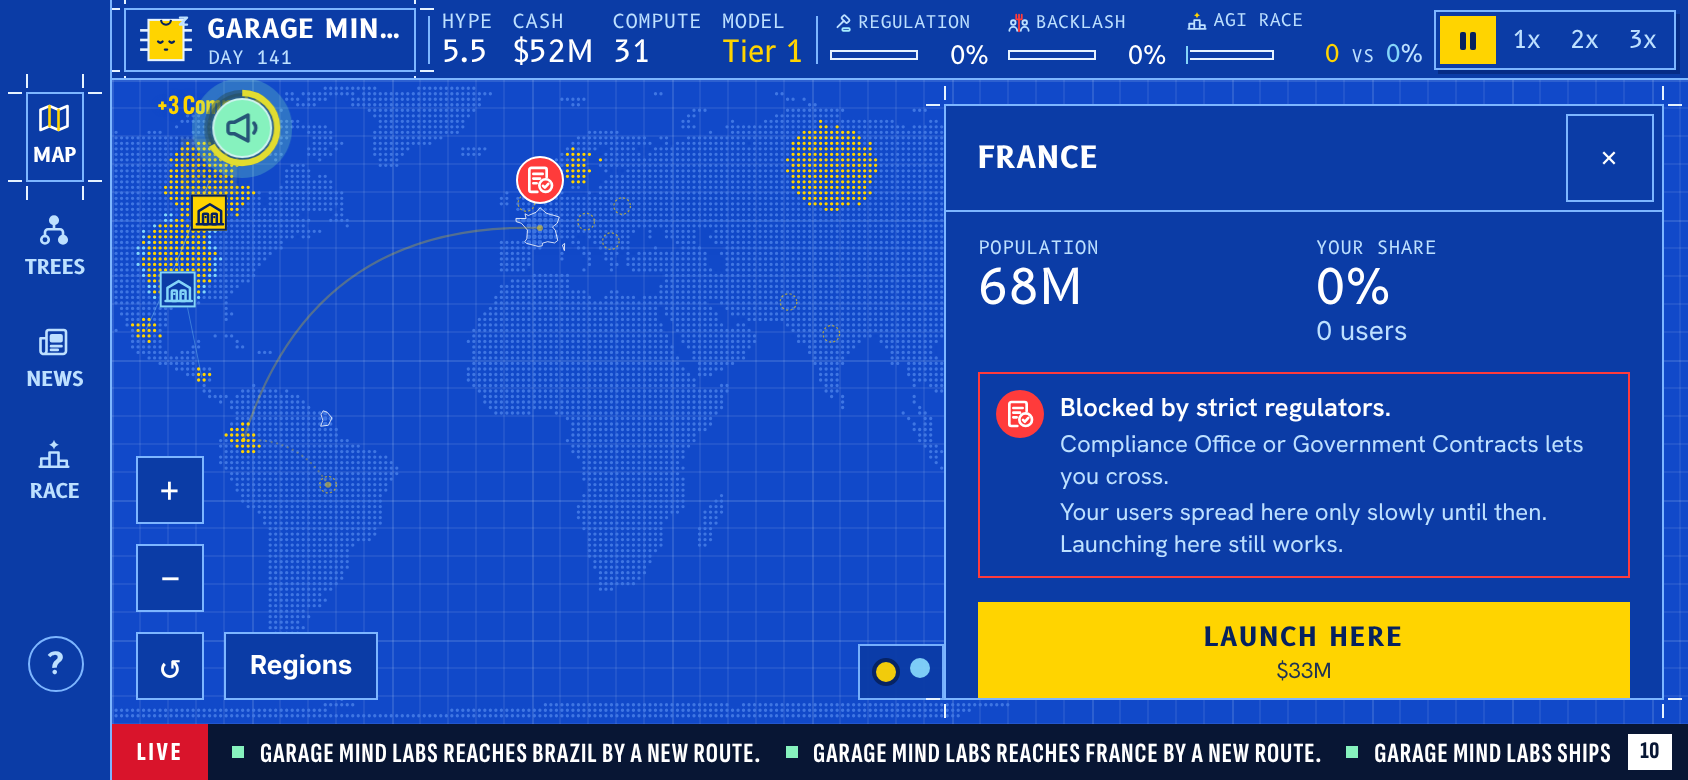 GARAGE MIN...
DAY 141
HYPE
5.5
CASH
$52M
COMPUTE
31
MODEL
Tier 1
REGULATION
0%
BACKLASH
0%
AGI RACE
0 VS 0%
1x
2x
3x
MAP
TREES
NEWS
RACE
?
+3 Com
+
−
↺
Regions
FRANCE
×
POPULATION
68M
YOUR SHARE
0%
0 users
Blocked by strict regulators.
Compliance Office or Government Contracts lets
you cross.
Your users spread here only slowly until then.
Launching here still works.
LAUNCH HERE
$33M
LIVE
GARAGE MIND LABS REACHES BRAZIL BY A NEW ROUTE.
GARAGE MIND LABS REACHES FRANCE BY A NEW ROUTE.
GARAGE MIND LABS SHIPS
10